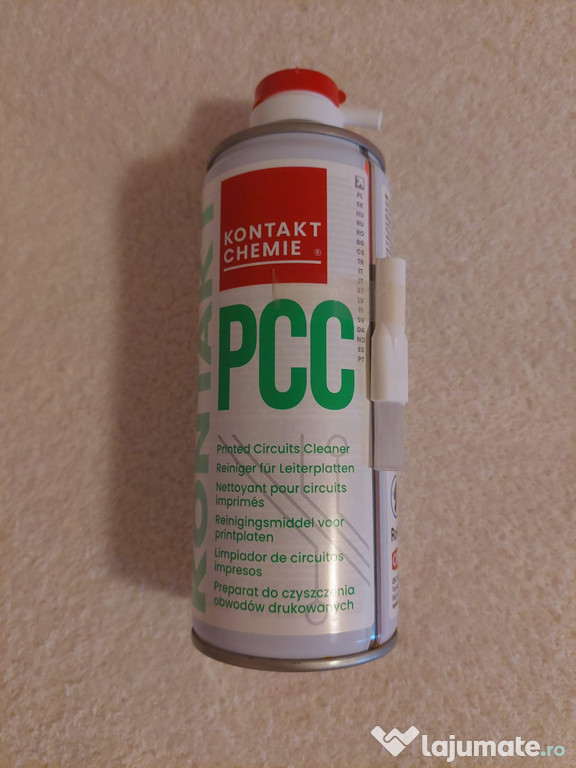 KONTAKT
CHEMIE ®
KONTAKT
PCC
Printed Circuits Cleaner
Reiniger für Leiterplatten
Nettoyant pour circuits
imprimés
Reinigingsmiddel voor
printplaten
Limpiador de circuitos
impresos
Preparat do czyszczenia
obwodów drukowanych
lajumate.ro